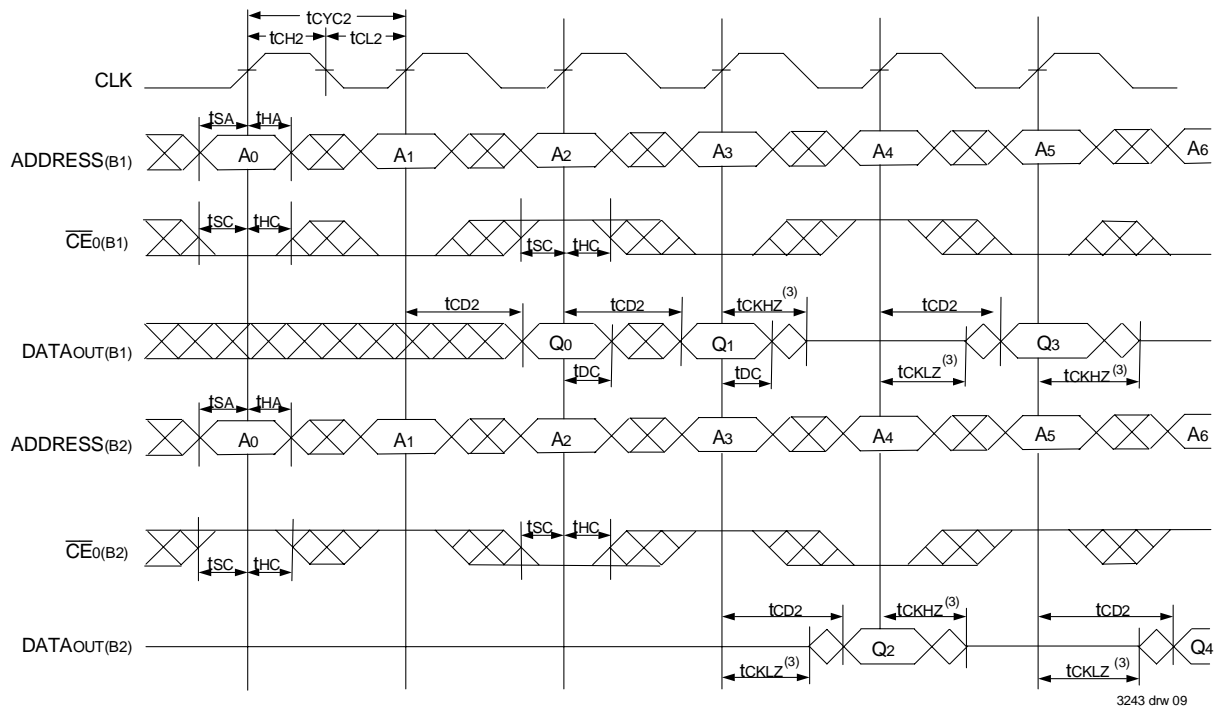 tCYC2
tCH2 tCL2
CLK
tSA tHA
ADDRESS(B1) A0 A1 A2 A3 A4 A5 A6
tSC tHC
CE0(B1)
tSC tHC
tCD2 tCD2 tCKHZ(3) tCD2
DATAOUT(B1) Q0 Q1 Q3
tDC tDC tCKLZ(3) tCKHZ(3)
tSA tHA
ADDRESS(B2) A0 A1 A2 A3 A4 A5 A6
tSC tHC
CE0(B2)
tSC tHC
tCD2 tCKHZ(3) tCD2
DATAOUT(B2) Q2 Q4
tCKLZ(3) tCKLZ(3)
3243 drw 09